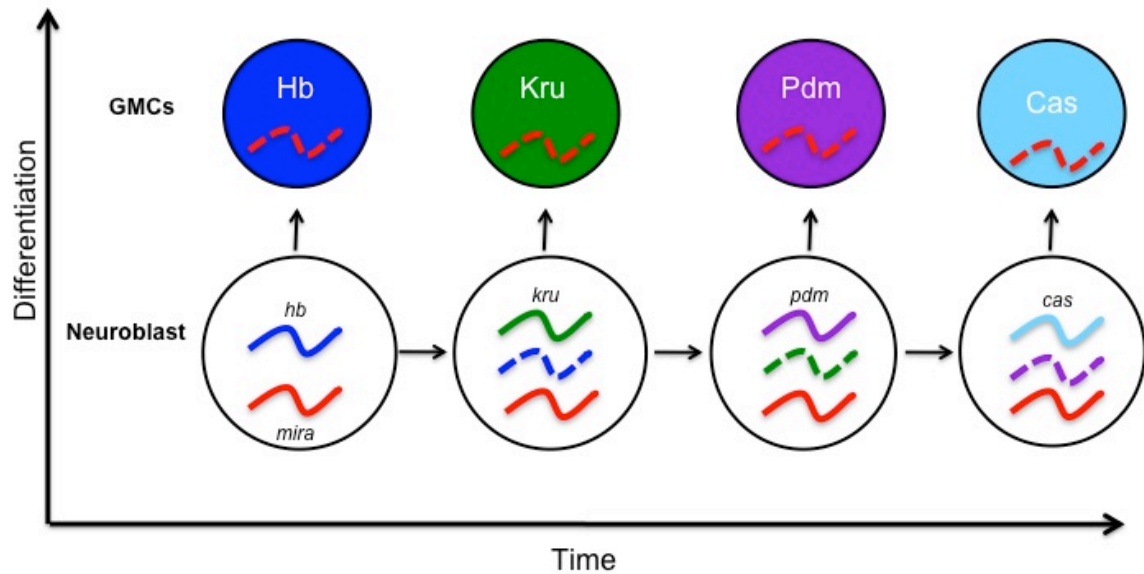 Hb
Kru
Pdm
Cas
GMCs
Differentiation
Neuroblast
hb
mira
kru
pdm
cas
Time